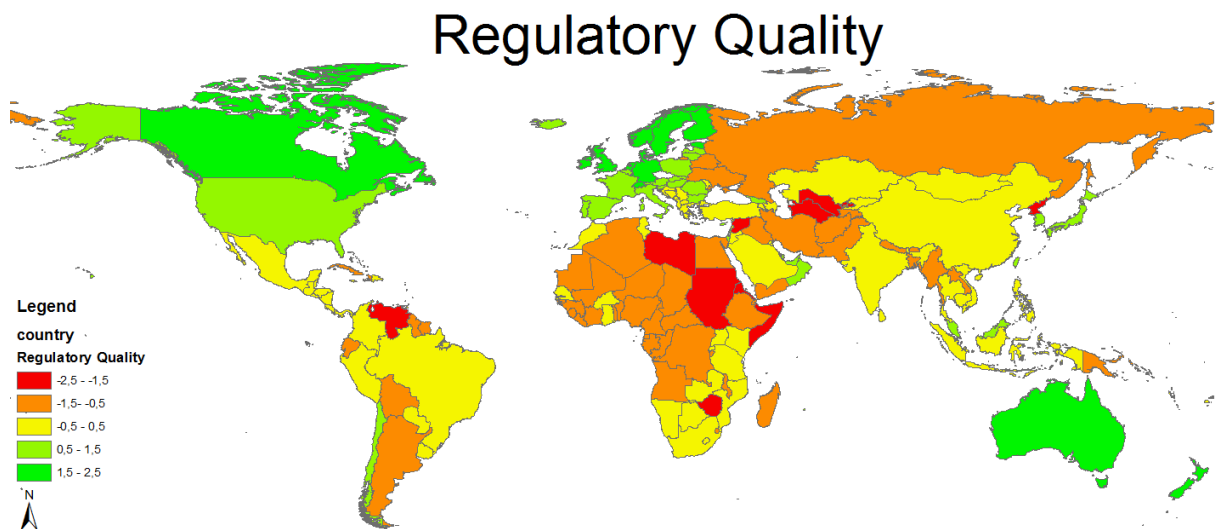 Regulatory Quality
Legend
country
Regulatory Quality
-2,5 - -1,5
-1,5- -0,5
-0,5 - 0,5
0,5 - 1,5
1,5 - 2,5
N